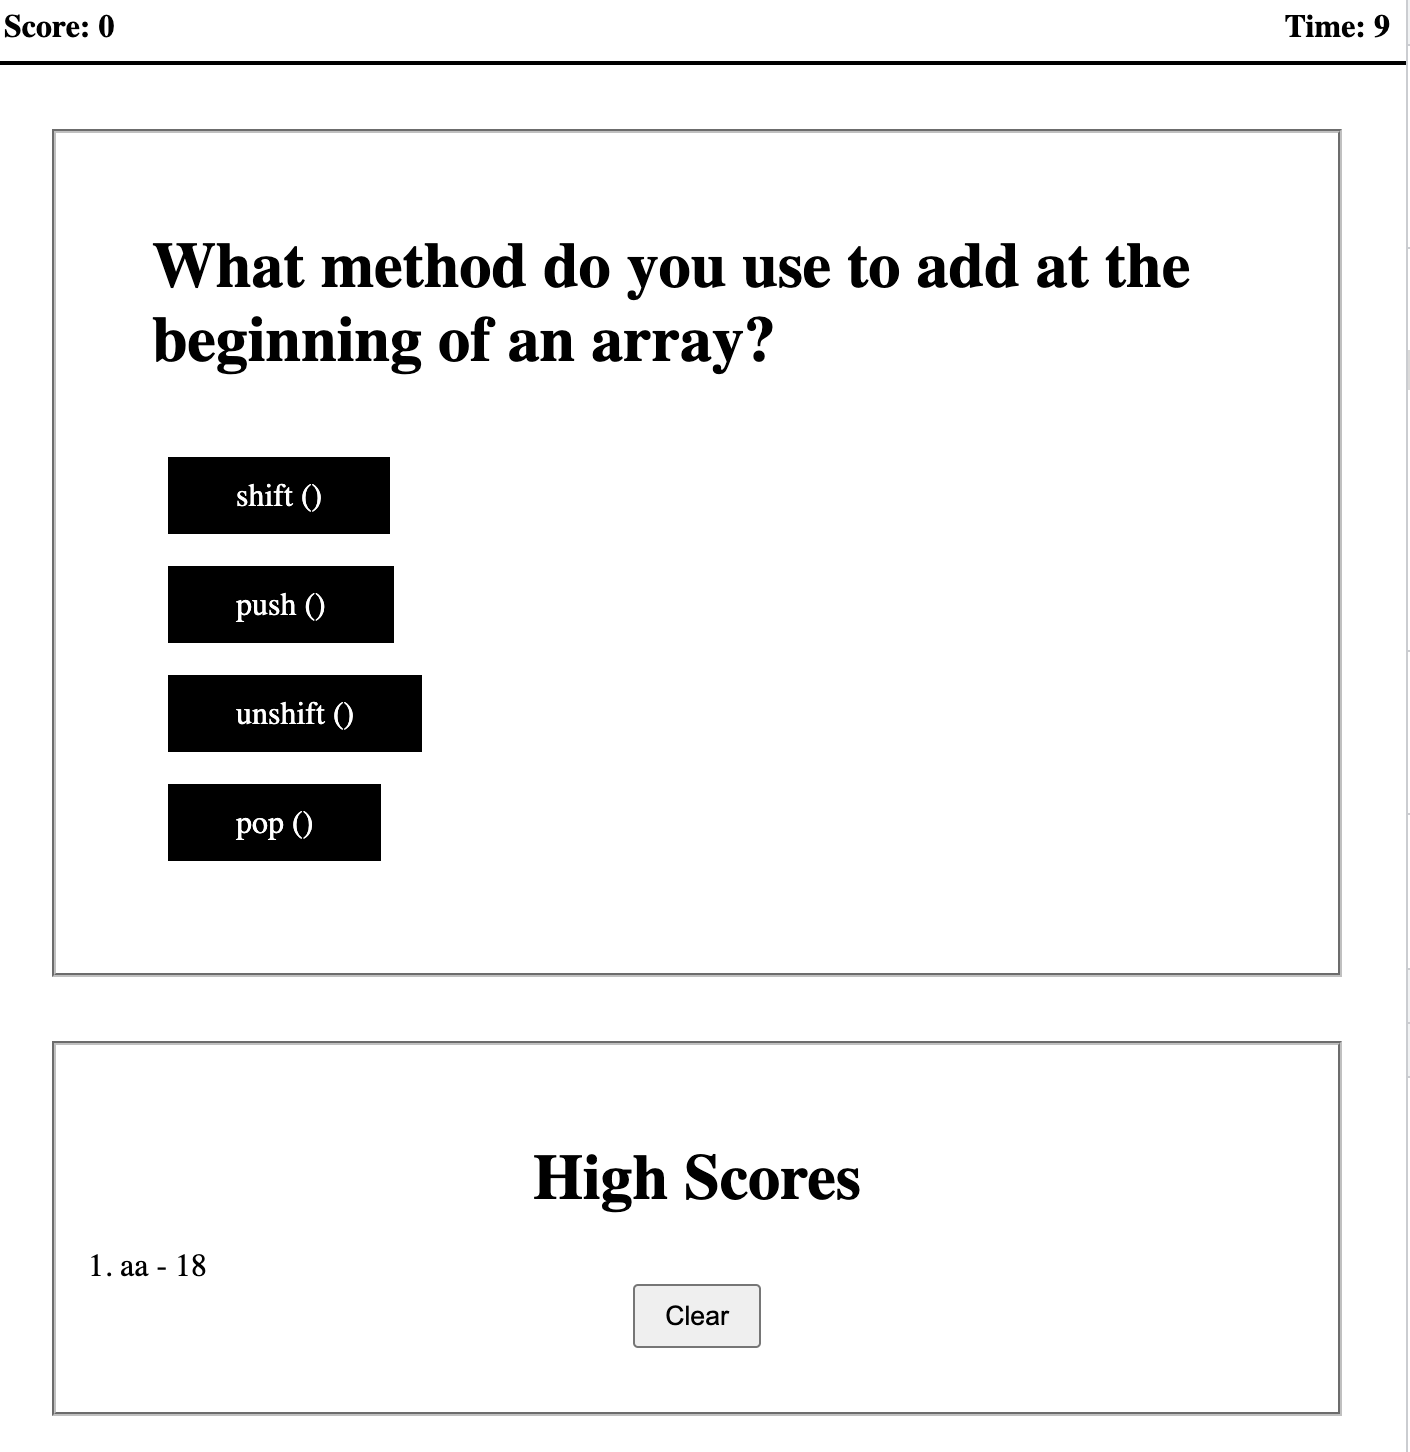 Score: 0
Time: 9
What method do you use to add at the
beginning of an array?
shift ()
push ()
unshift ()
pop ()
High Scores
1. aa - 18
Clear